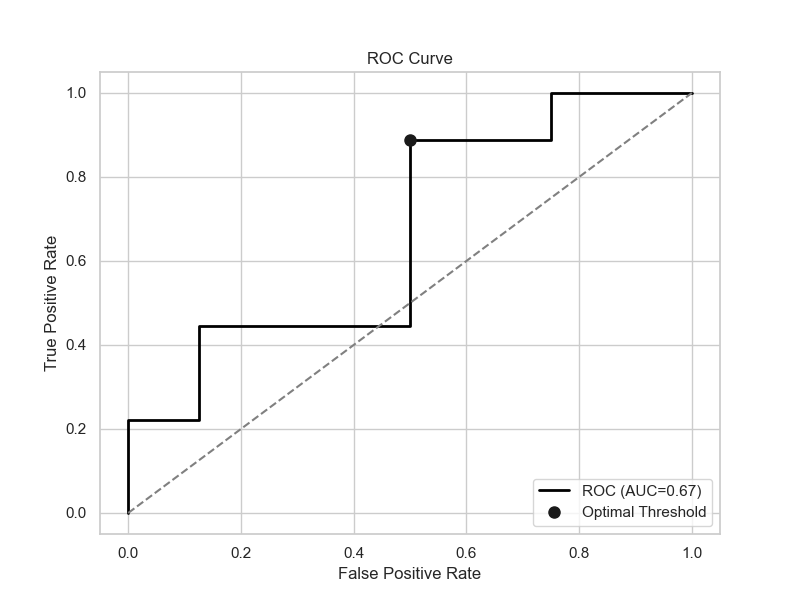 ROC Curve
True Positive Rate
1.0
0.8
0.6
0.4
0.2
0.0
0.0 0.2 0.4 0.6 0.8 1.0
False Positive Rate
ROC (AUC=0.67)
Optimal Threshold